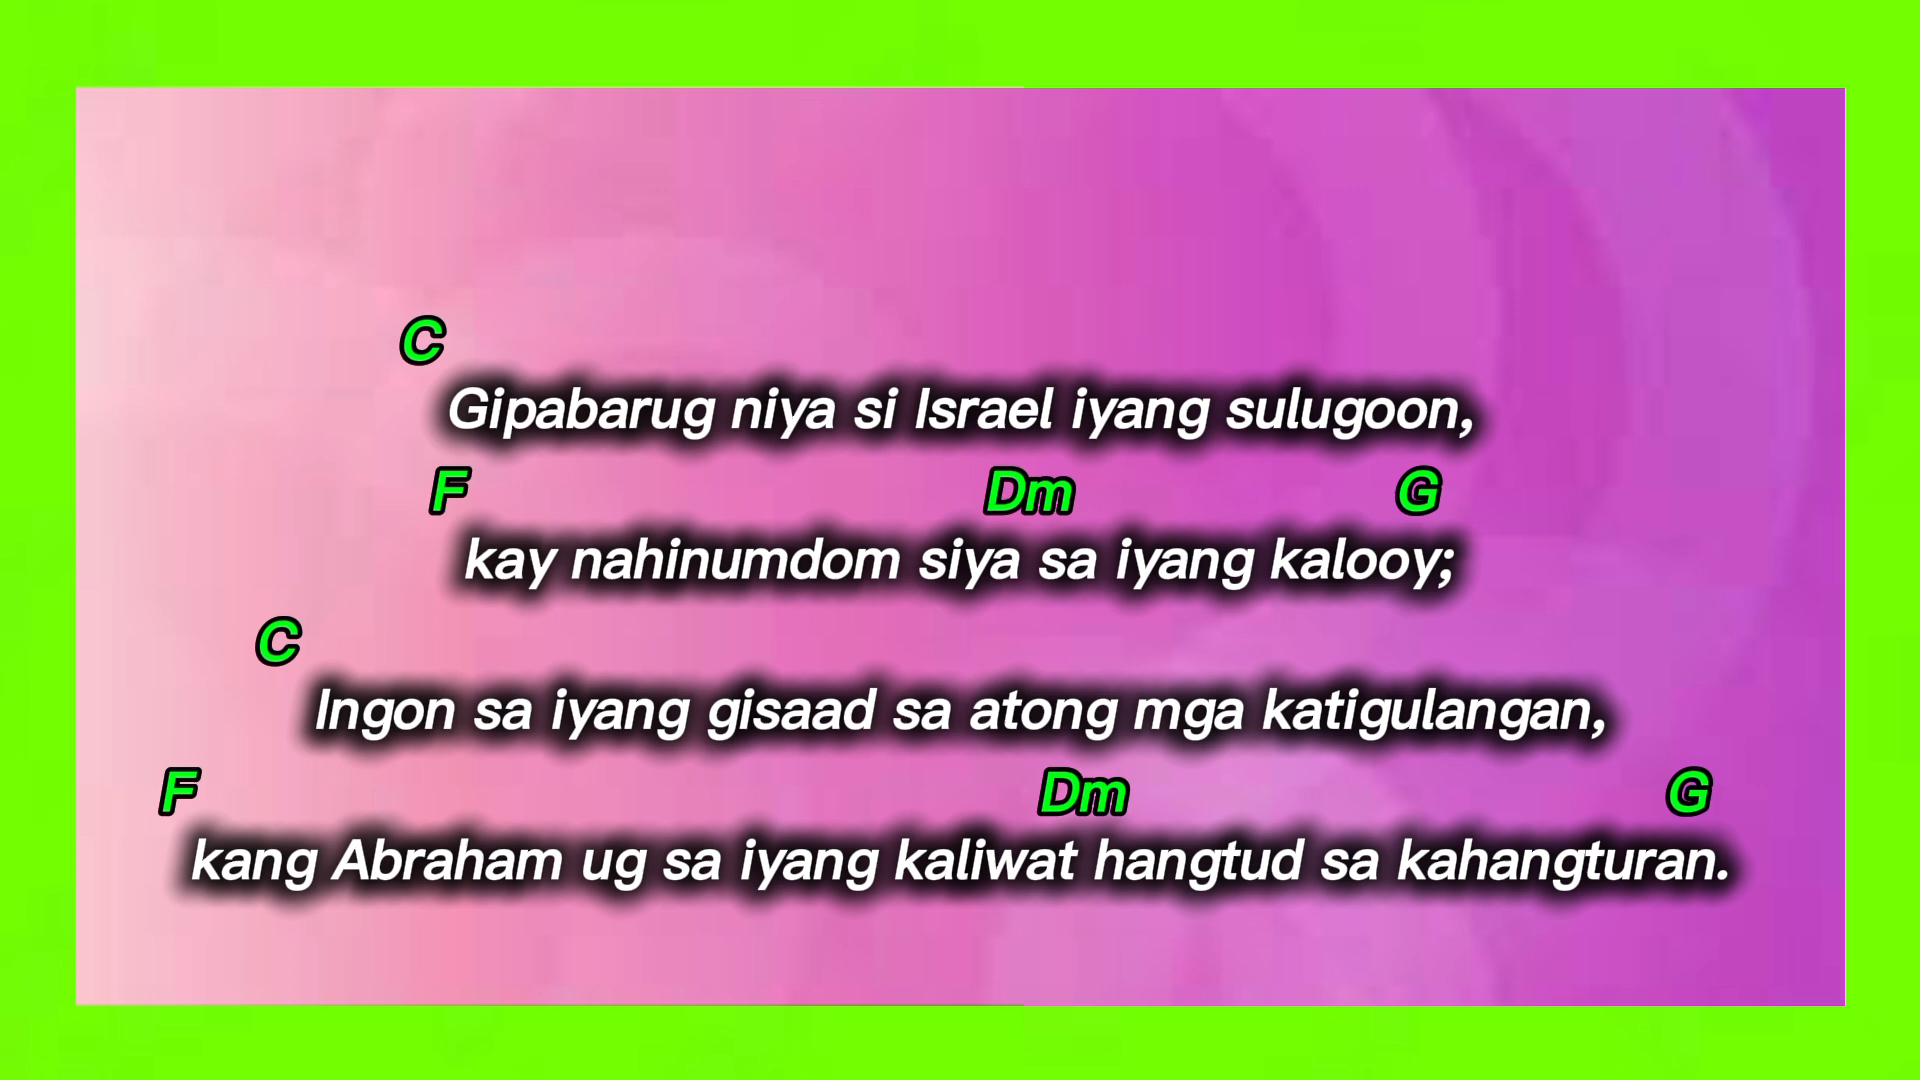 C
Gipabarug niya si Israel iyang sulugoon,
F Dm G
kay nahinumdom siya sa iyang kalooy;
C
Ingon sa iyang gisaad sa atong mga katigulangan,
F Dm G
kang Abraham ug sa iyang kaliwat hangtud sa kahangturan.